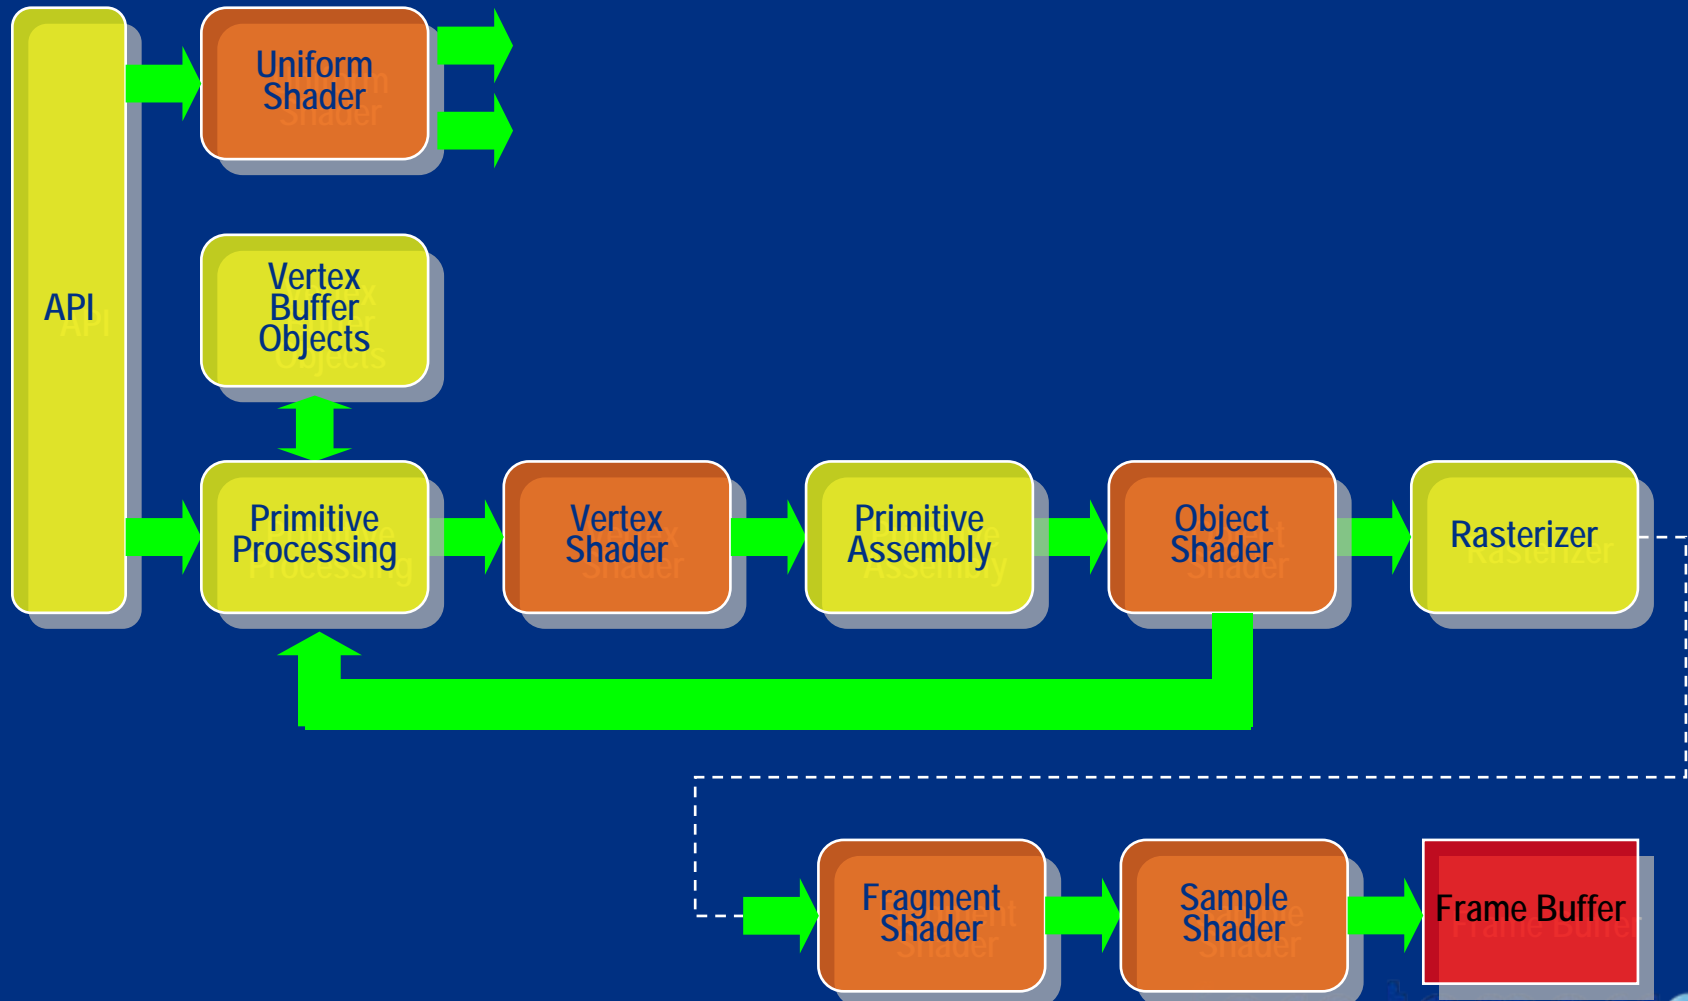 Uniform
Shader
Vertex
Buffer
Objects
API
Primitive
Processing
Vertex
Shader
Primitive
Assembly
Object
Shader
Rasterizer
Fragment
Shader
Sample
Shader
Frame Buffer